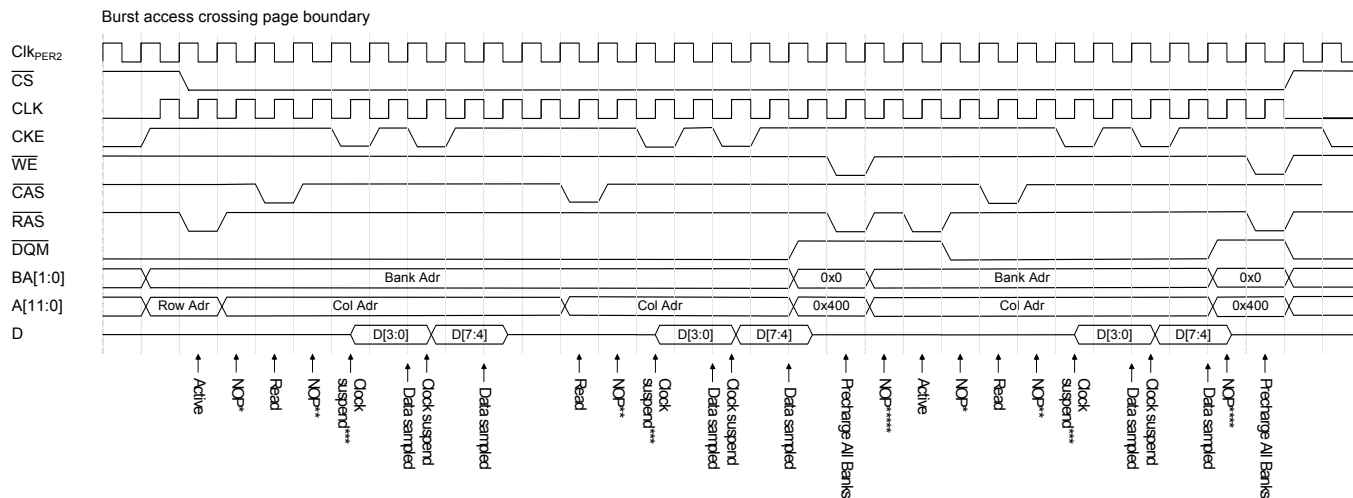 Burst access crossing page boundary
ClkPER2
CS
CLK
CKE
WE
CAS
RAS
DQM
BA[1:0] Bank Adr 0x0 Bank Adr 0x0
A[11:0] Row Adr Col Adr Col Adr 0x400 Col Adr 0x400
D D[3:0] D[7:4] D[3:0] D[7:4] D[3:0] D[7:4]
Active
NOP*
Read
NOP**
Clock
suspend***
Data sampled
Clock suspend
Data sampled
Read
NOP**
Clock
suspend***
Data sampled
Clock suspend
Data sampled
Precharge All Banks
NOP*****
Active
NOP*
Read
NOP**
Clock
suspend***
Data sampled
Clock suspend
Data sampled
NOP****
Precharge All Banks